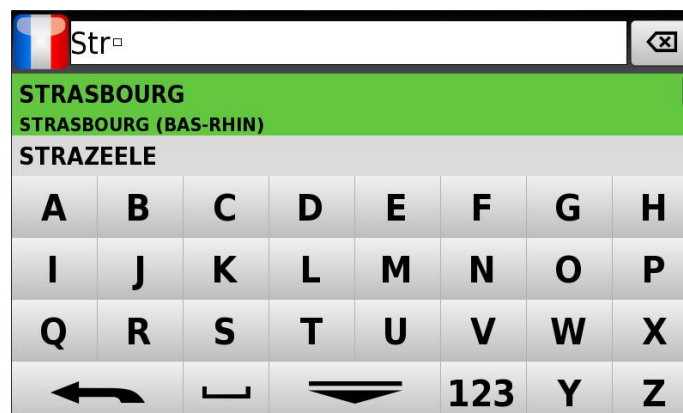 Str
STRASBOURG
STRASBOURG (BAS-RHIN)
STRAZEELE
A B C D E F G H
I J K L M N O P
Q R S T U V W X
123 Y Z